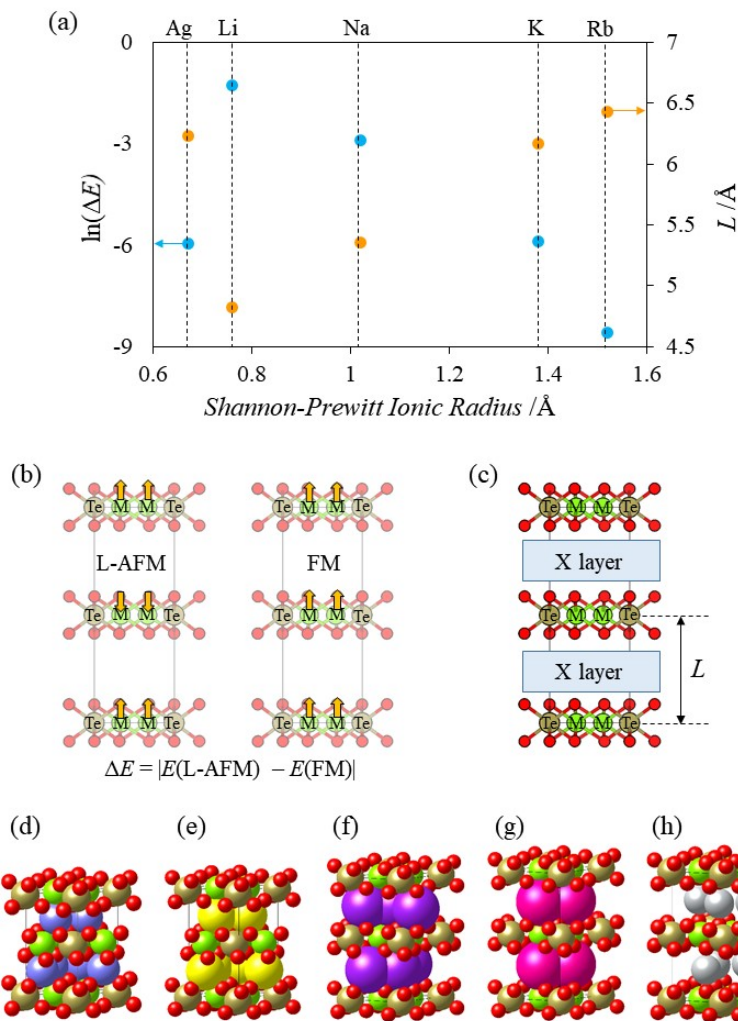 (a)
Ag Li Na K Rb
0 7
-3 6.5
6
-6 5.5
5
-9 4.5
ln(ΔE)
L /Å
0.6 0.8 1 1.2 1.4 1.6
Shannon-Prewitt Ionic Radius /Å
(b) (c)
Te M M Te Te M M Te Te M M Te
L-AFM FM X layer
Te M M Te Te M M Te Te M M Te
X layer L
Te M M Te Te M M Te Te M M Te
ΔE = |E(L-AFM) − E(FM)|
(d) (e) (f) (g) (h)